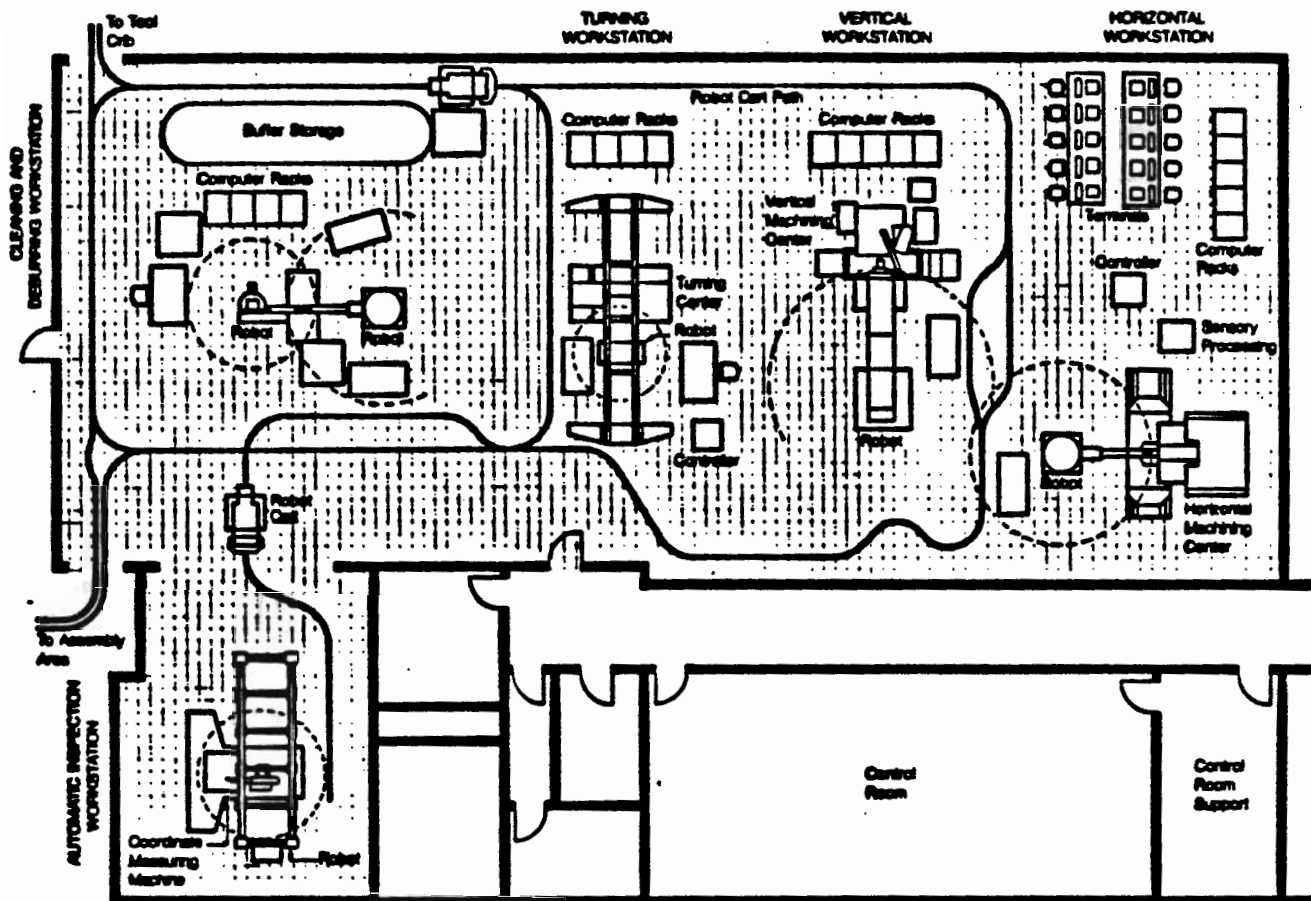 To Tool
Crib
TURNING
WORKSTATION
VERTICAL
WORKSTATION
HORIZONTAL
WORKSTATION
CLEANING AND
DEBURRING WORKSTATION
Buffer Storage
Robot Cart Path
Computer Racks
Computer Racks
Computer Racks
Vertical
Machining
Center
Terminals
Computer
Racks
Controller
Turning
Center
Robot
Robot
Robot
Sensory
Processing
Robot
Controller
Robot
Robot
Cart
Horizontal
Machining
Center
To Assembly
Area
AUTOMATIC INSPECTION
WORKSTATION
Control
Room
Control
Room
Support
Coordinate
Measuring
Machine
Robot